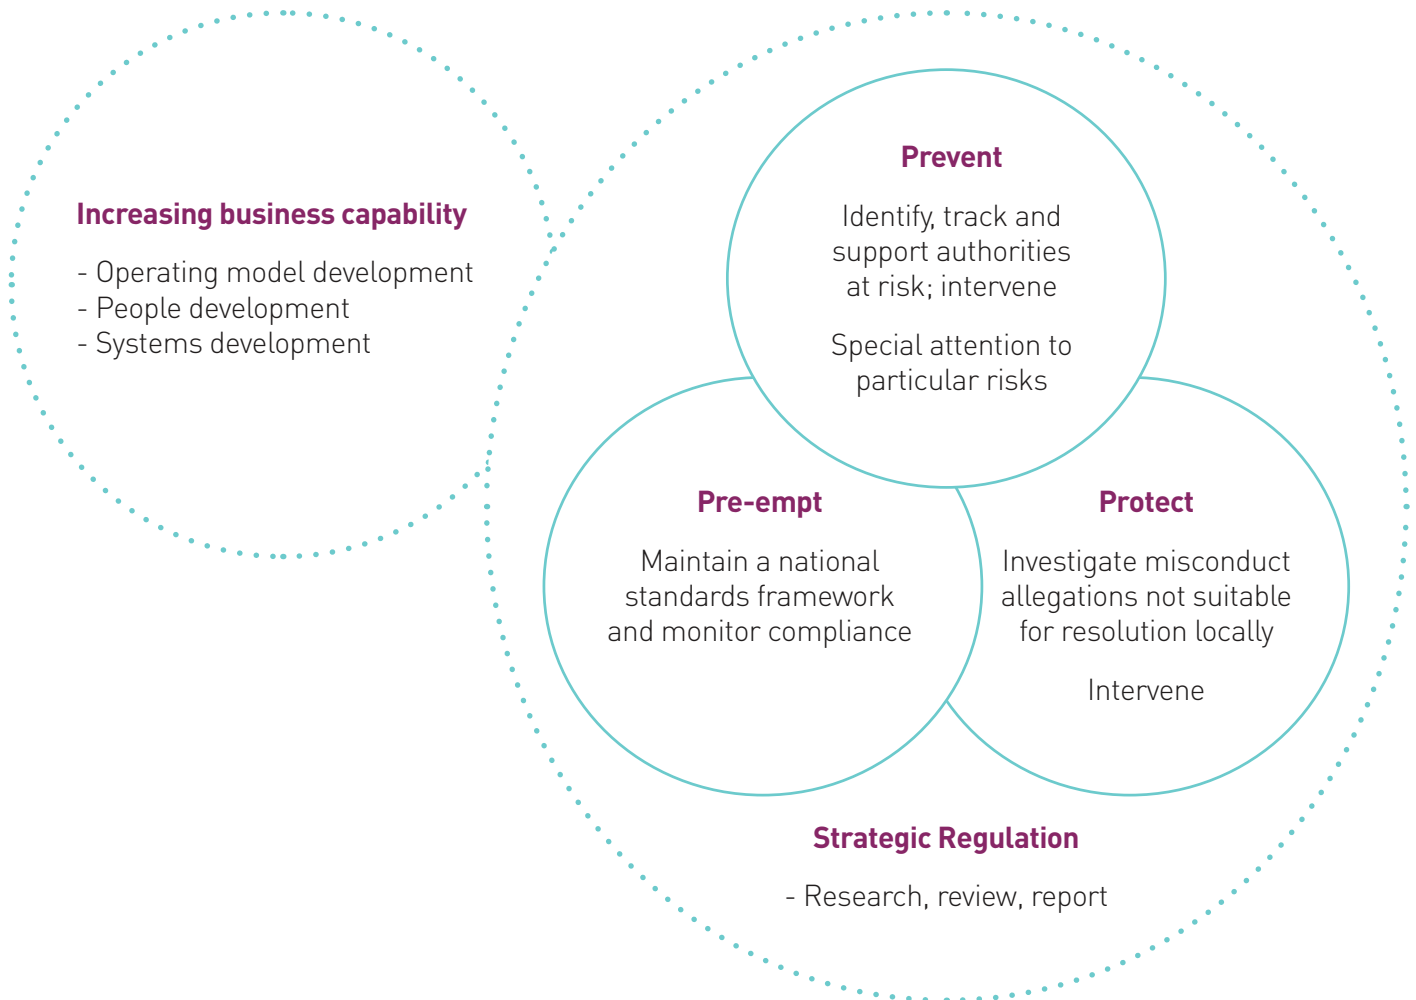 Increasing business capability
- Operating model development
- People development
- Systems development
Prevent
Identify, track and
support authorities
at risk; intervene
Special attention to
particular risks
Pre-empt
Maintain a national
standards framework
and monitor compliance
Protect
Investigate misconduct
allegations not suitable
for resolution locally
Intervene
Strategic Regulation
- Research, review, report